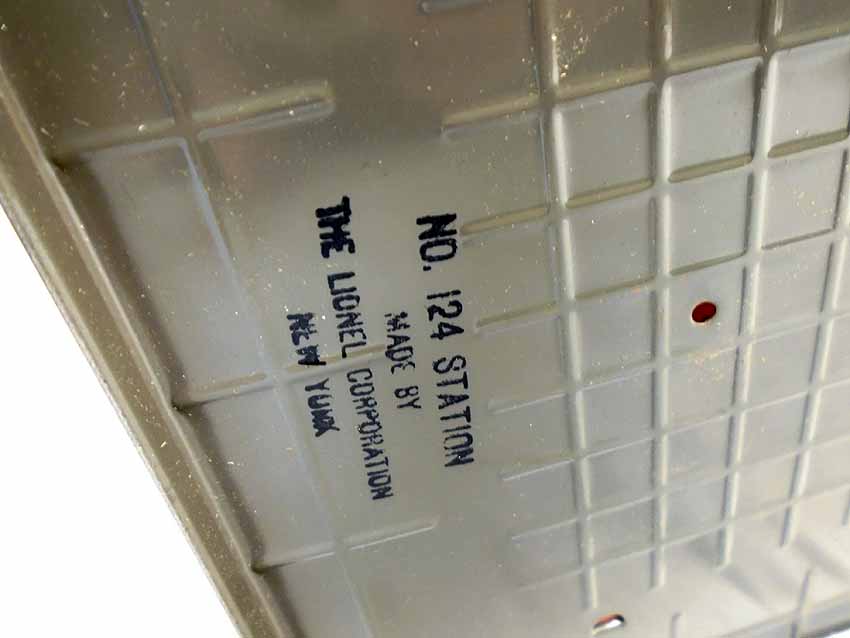 NO. 124 STATION
MADE BY
THE LIONEL CORPORATION
NEW YORK